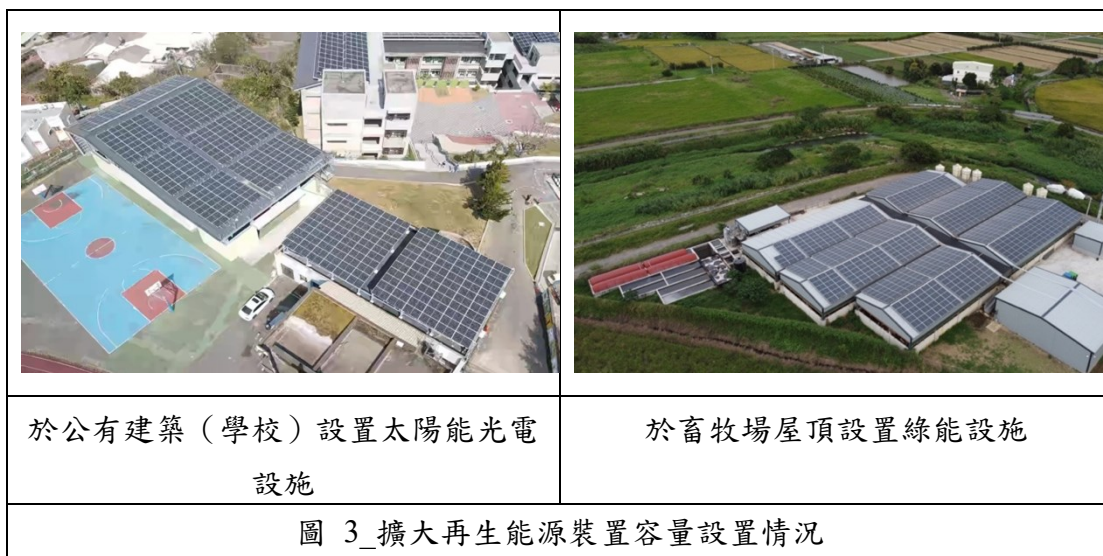 於公有建築（學校）設置太陽能光電
設施
於畜牧場屋頂設置綠能設施
圖 3_擴大再生能源裝置容量設置情況